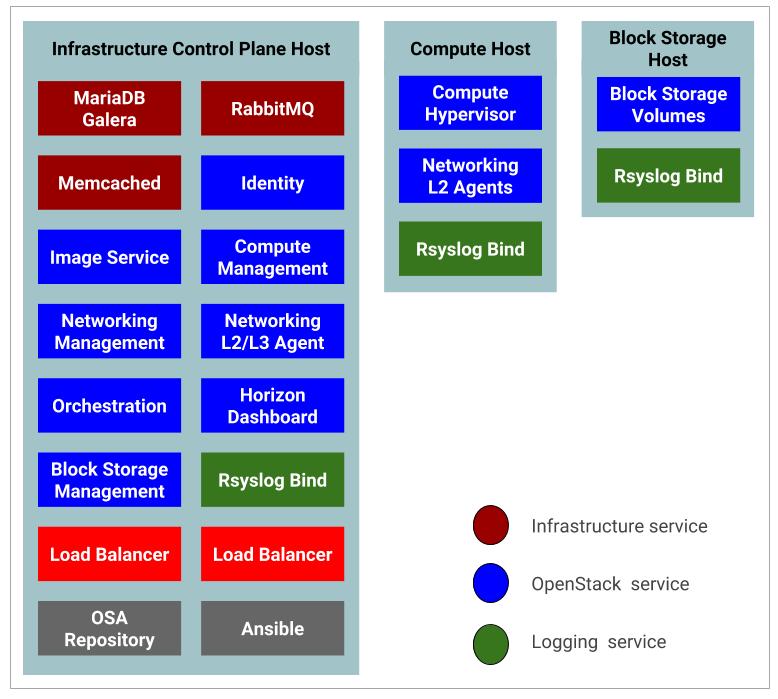 Infrastructure Control Plane Host
MariaDB
Galera
RabbitMQ
Memcached
Identity
Image Service
Compute
Management
Networking
Management
Networking
L2/L3 Agent
Orchestration
Horizon
Dashboard
Block Storage
Management
Rsyslog Bind
Load Balancer
Load Balancer
OSA
Repository
Ansible
Compute Host
Compute
Hypervisor
Networking
L2 Agents
Rsyslog Bind
Block Storage
Host
Block Storage
Volumes
Rsyslog Bind
Infrastructure service
OpenStack service
Logging service